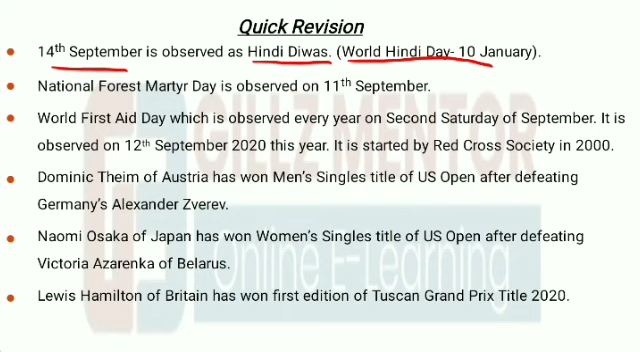 Quick Revision
14th September is observed as Hindi Diwas. (World Hindi Day- 10 January).
National Forest Martyr Day is observed on 11th September.
World First Aid Day which is observed every year on Second Saturday of September. It is
observed on 12th September 2020 this year. It is started by Red Cross Society in 2000.
Dominic Theim of Austria has won Men's Singles title of US Open after defeating
Germany's Alexander Zverev.
Naomi Osaka of Japan has won Women's Singles title of US Open after defeating
Victoria Azarenka of Belarus.
Lewis Hamilton of Britain has won first edition of Tuscan Grand Prix Title 2020.
GILLZ MENTOR
Online E-Learning